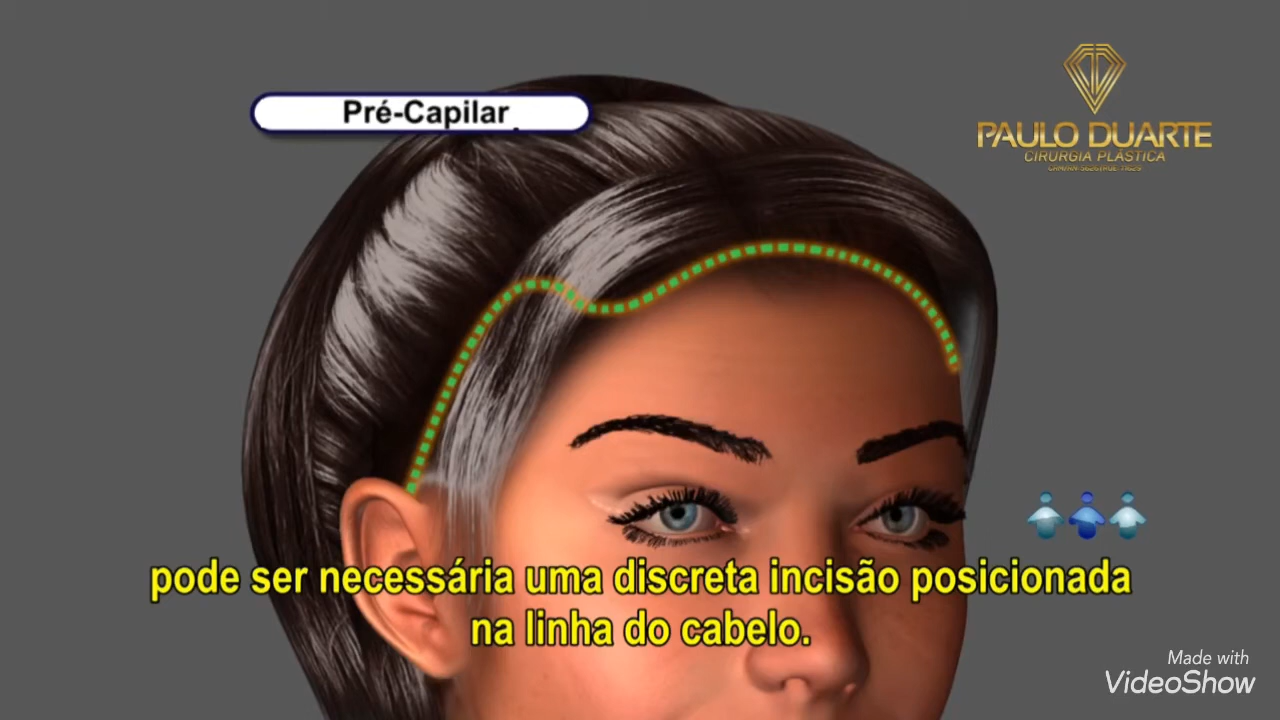 Pré-Capilar
PAULO DUARTE
CIRURGIA PLÁSTICA
pode ser necessária uma discreta incisão posicionada
na linha do cabelo.
Made with
VideoShow